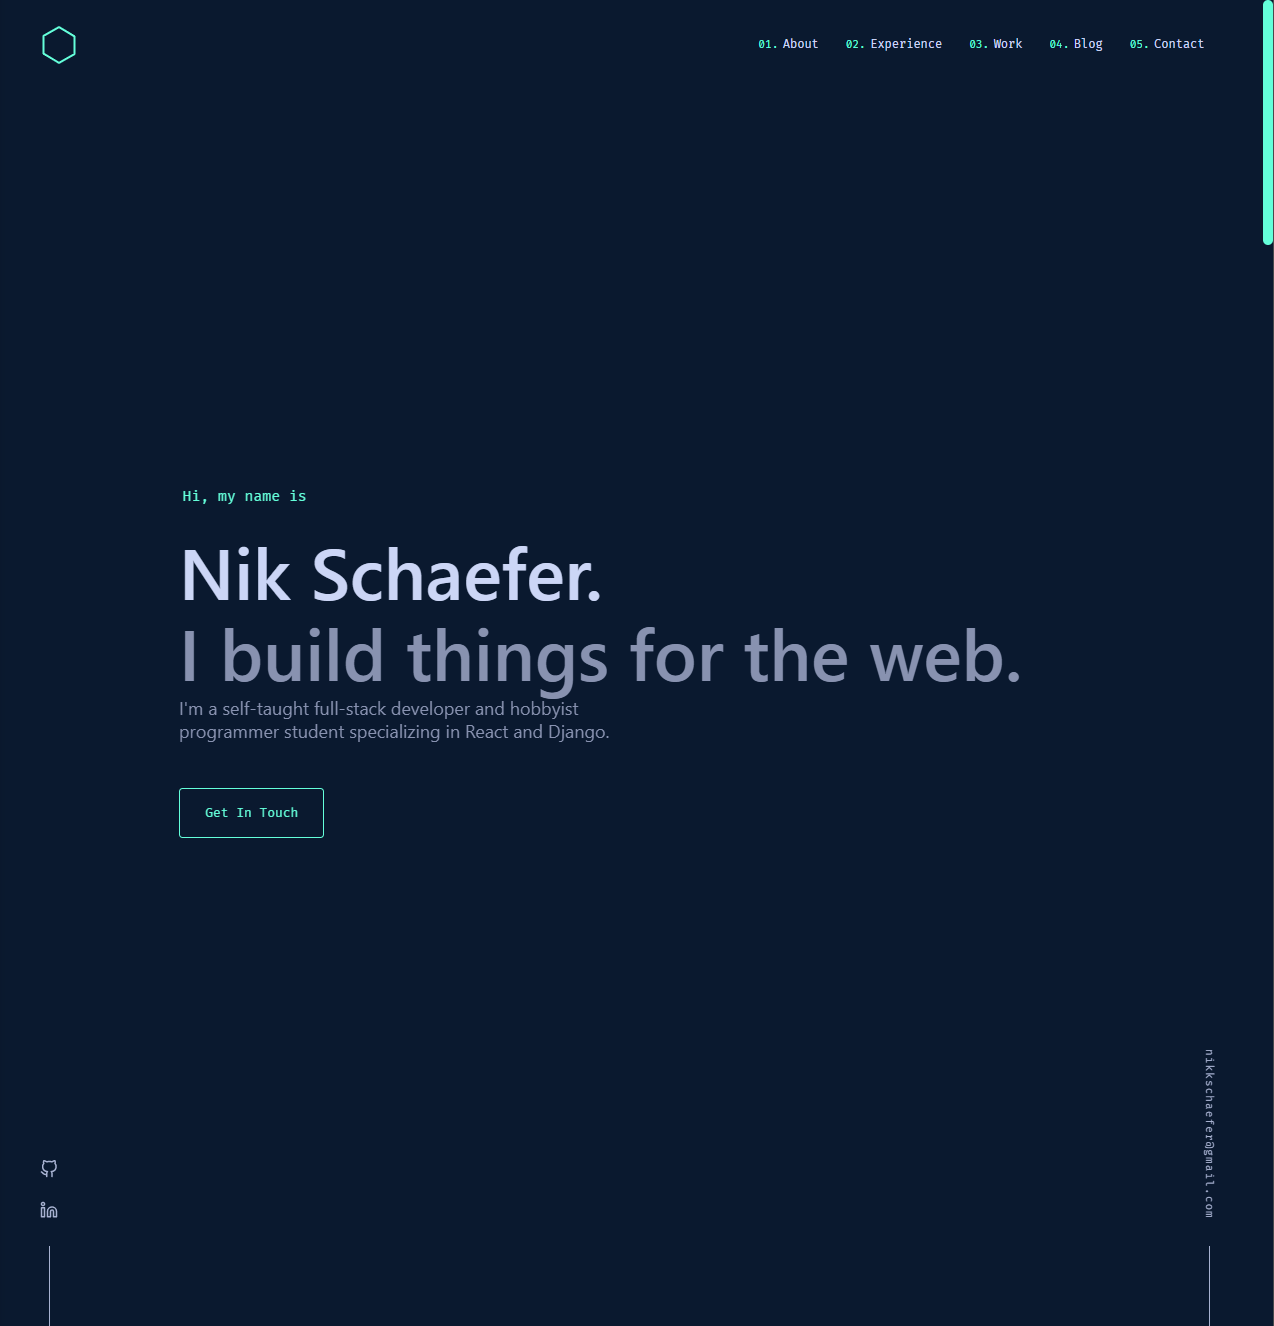 01. About 02. Experience 03. Work 04. Blog 05. Contact
Hi, my name is
Nik Schaefer.
I build things for the web.
I'm a self-taught full-stack developer and hobbyist
programmer student specializing in React and Django.
Get In Touch
nikkschaefer@gmail.com